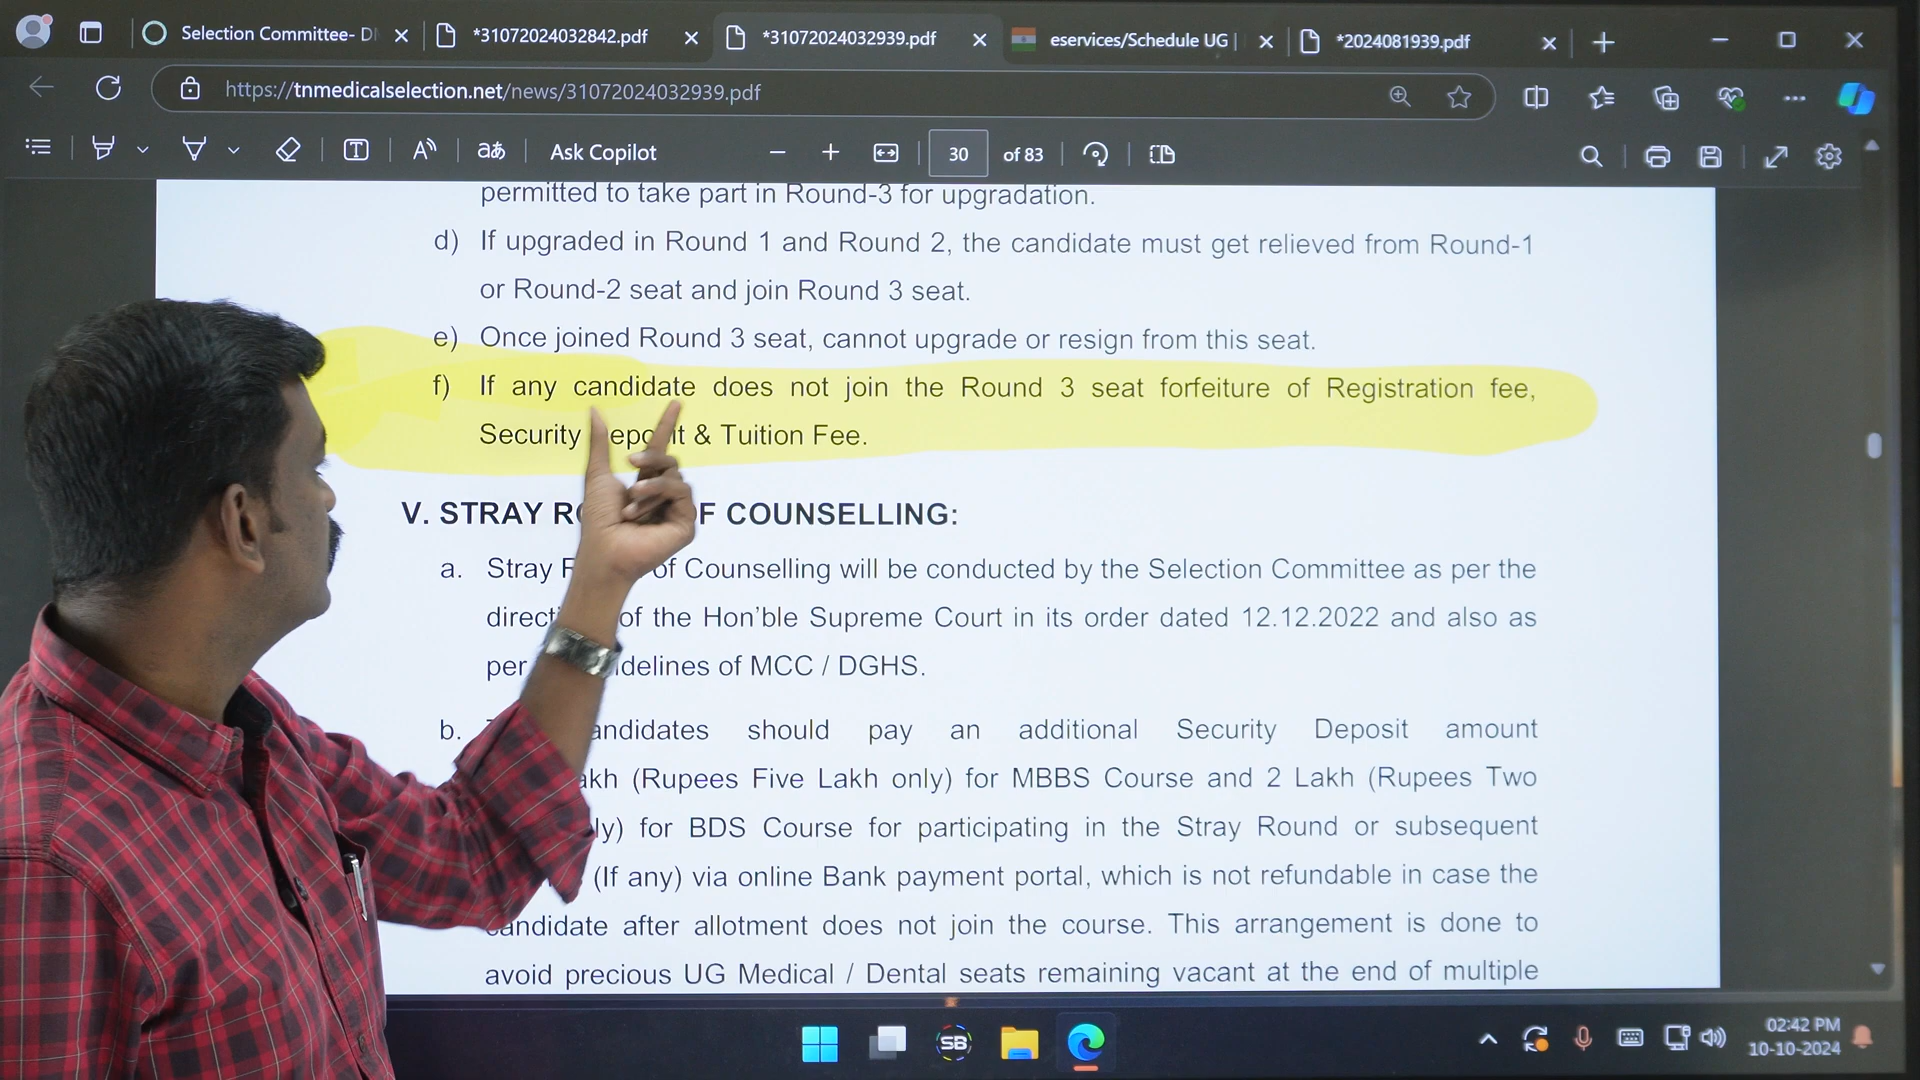 Selection Committee- D
*31072024032842.pdf
*31072024032939.pdf
eservices/Schedule UG |
*2024081939.pdf
https://tnmedicalselection.net/news/31072024032939.pdf
Ask Copilot
30 of 83
permitted to take part in Round-3 for upgradation.
d) If upgraded in Round 1 and Round 2, the candidate must get relieved from Round-1
or Round-2 seat and join Round 3 seat.
e) Once joined Round 3 seat, cannot upgrade or resign from this seat.
f) If any candidate does not join the Round 3 seat forfeiture of Registration fee,
Security & Tuition Fee.
V. STRAY COUNSELLING:
a. Stray of Counselling will be conducted by the Selection Committee as per the
of the Hon'ble Supreme Court in its order dated 12.12.2022 and also as
per of MCC / DGHS.
b. should pay an additional Security Deposit amount
(Rupees Five Lakh only) for MBBS Course and 2 Lakh (Rupees Two
for BDS Course for participating in the Stray Round or subsequent
(If any) via online Bank payment portal, which is not refundable in case the
candidate after allotment does not join the course. This arrangement is done to
avoid precious UG Medical / Dental seats remaining vacant at the end of multiple
SB
02:42 PM
10-10-2024